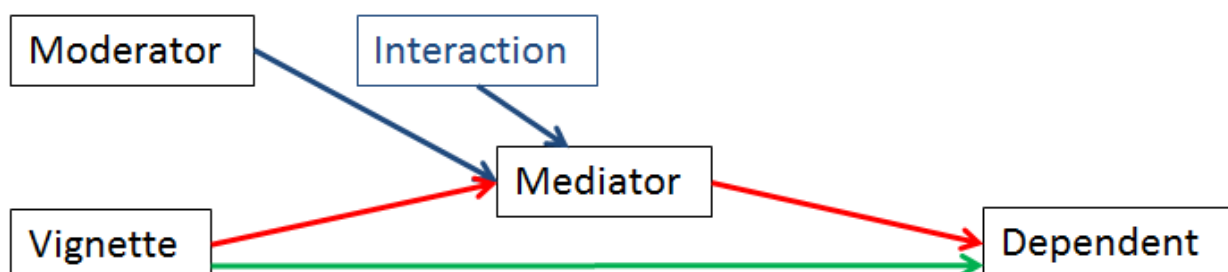 Moderator
Interaction
Mediator
Vignette
Dependent